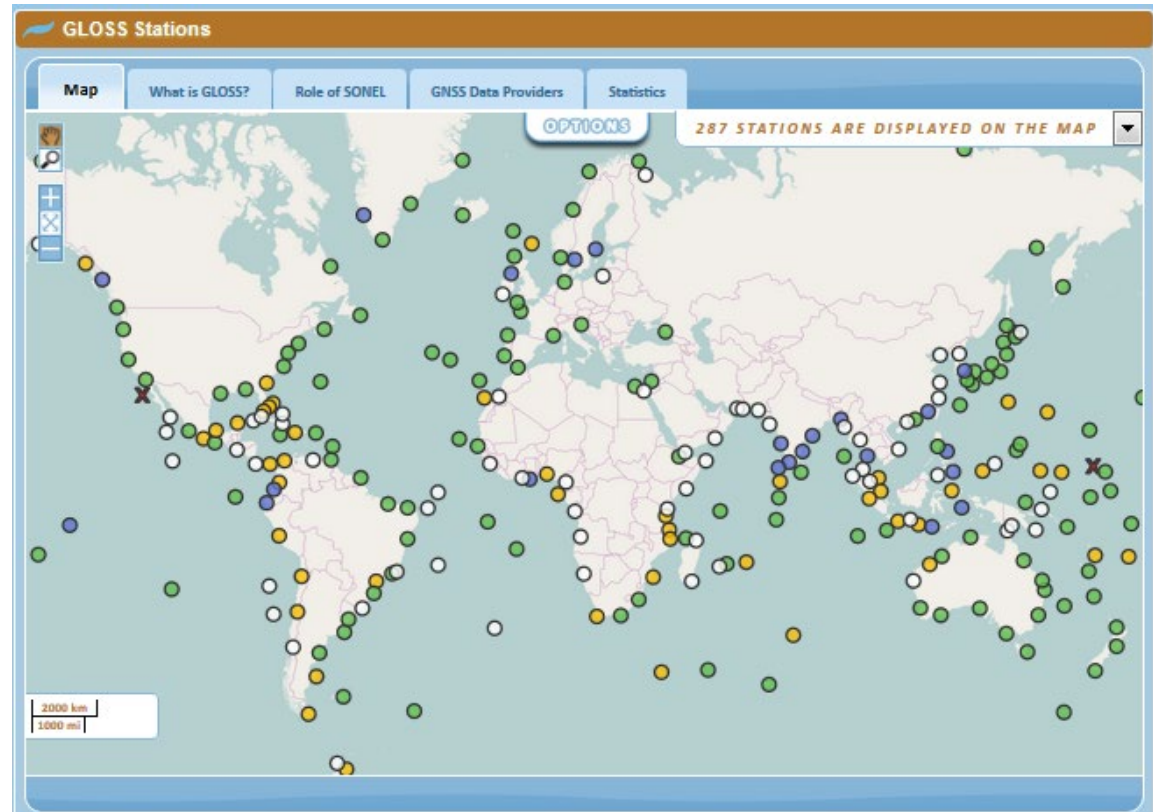 GLOSS Stations
Map
What is GLOSS?
Role of SONEL
GNSS Data Providers
Statistics
OPTIONS
287 STATIONS ARE DISPLAYED ON THE MAP
2000 km
1000 mi